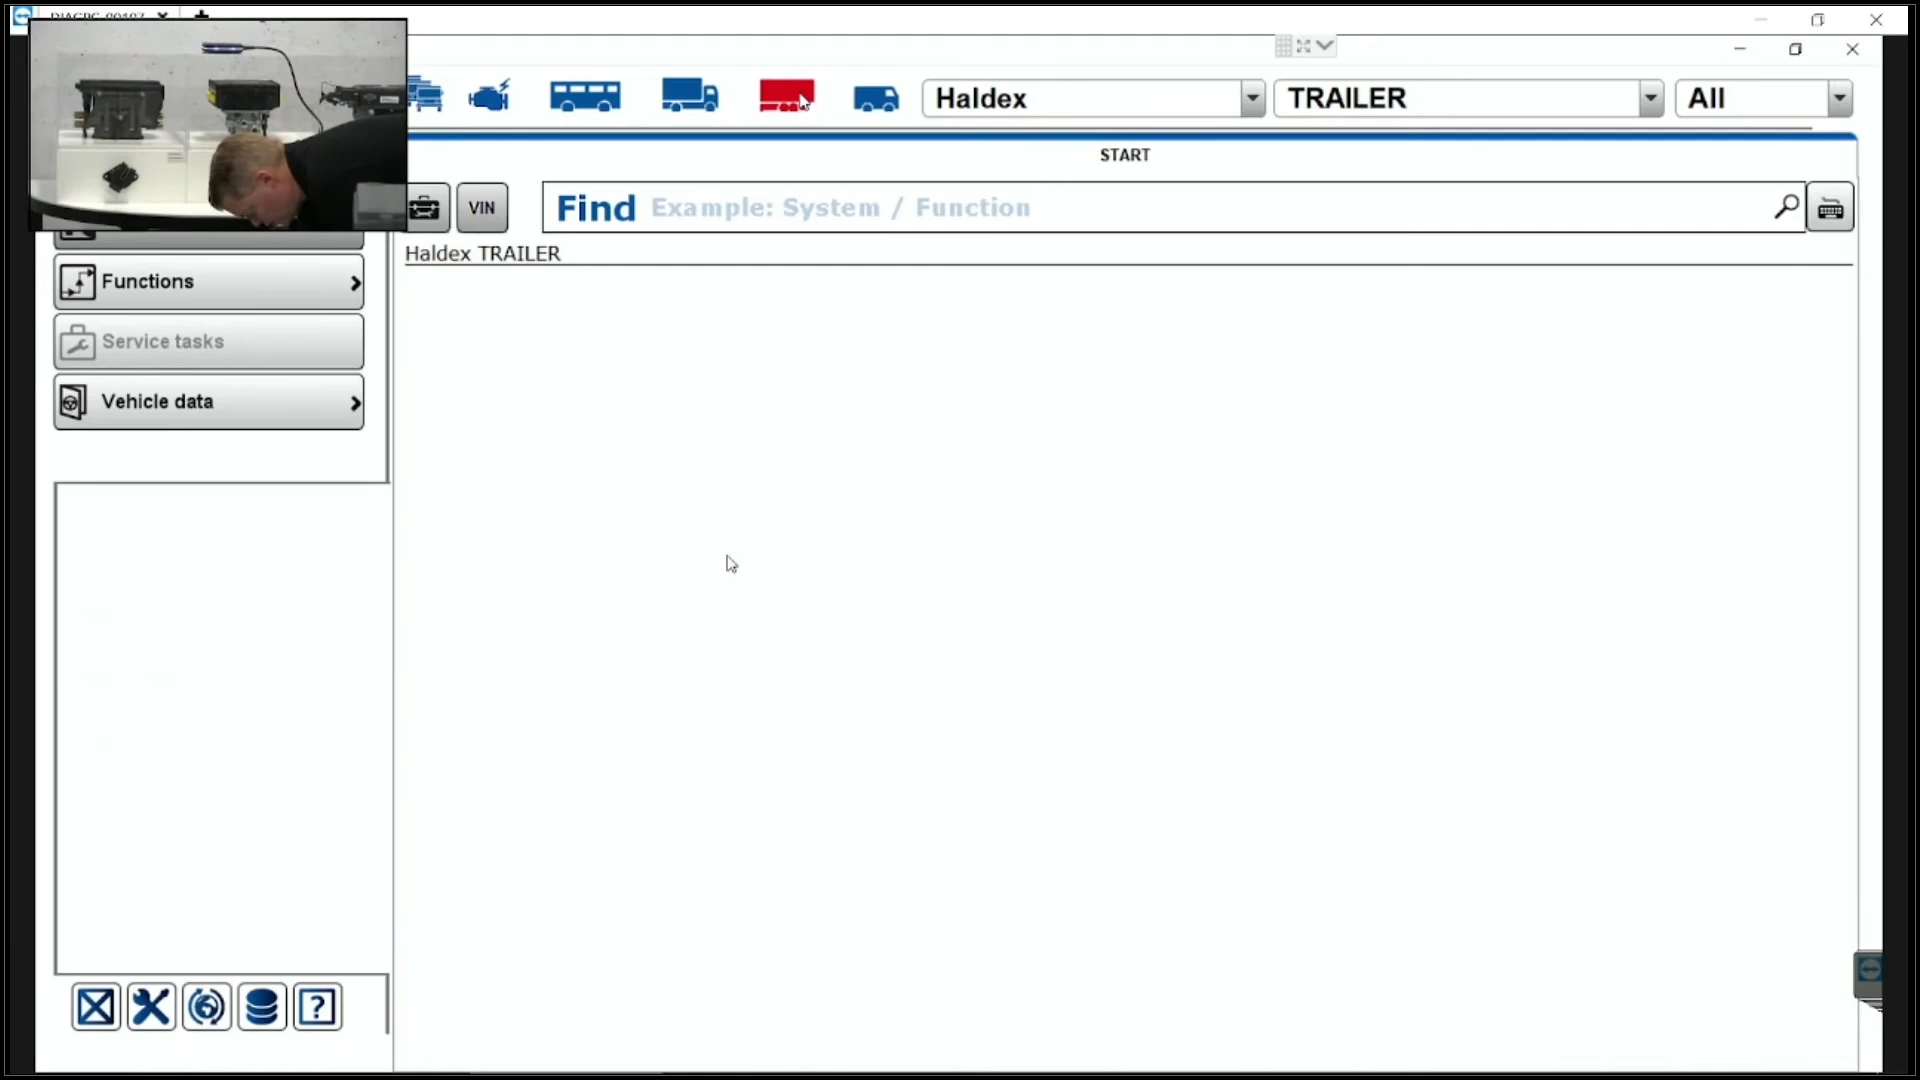 Haldex
TRAILER
All
START
VIN
Find Example: System / Function
Haldex TRAILER
Functions
Service tasks
Vehicle data
?